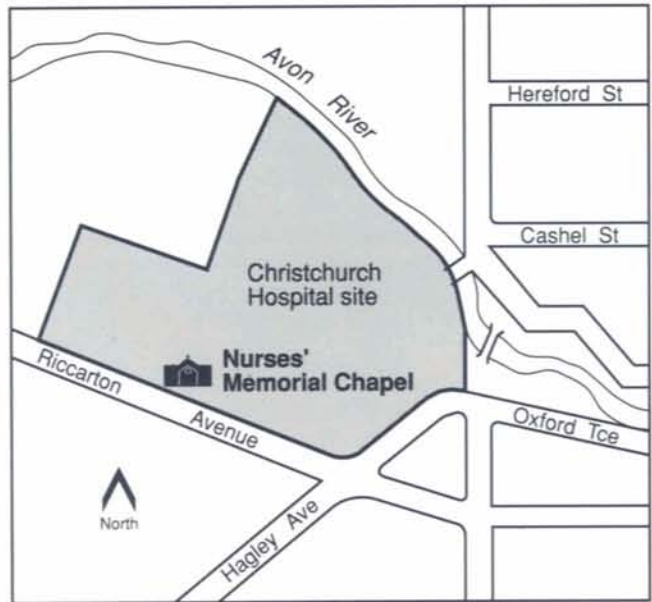 Avon
River
Hereford St
Cashel St
Christchurch
Hospital site
Nurses'
Memorial Chapel
Riccarton
Avenue
Oxford Tce
North
Hagley Ave